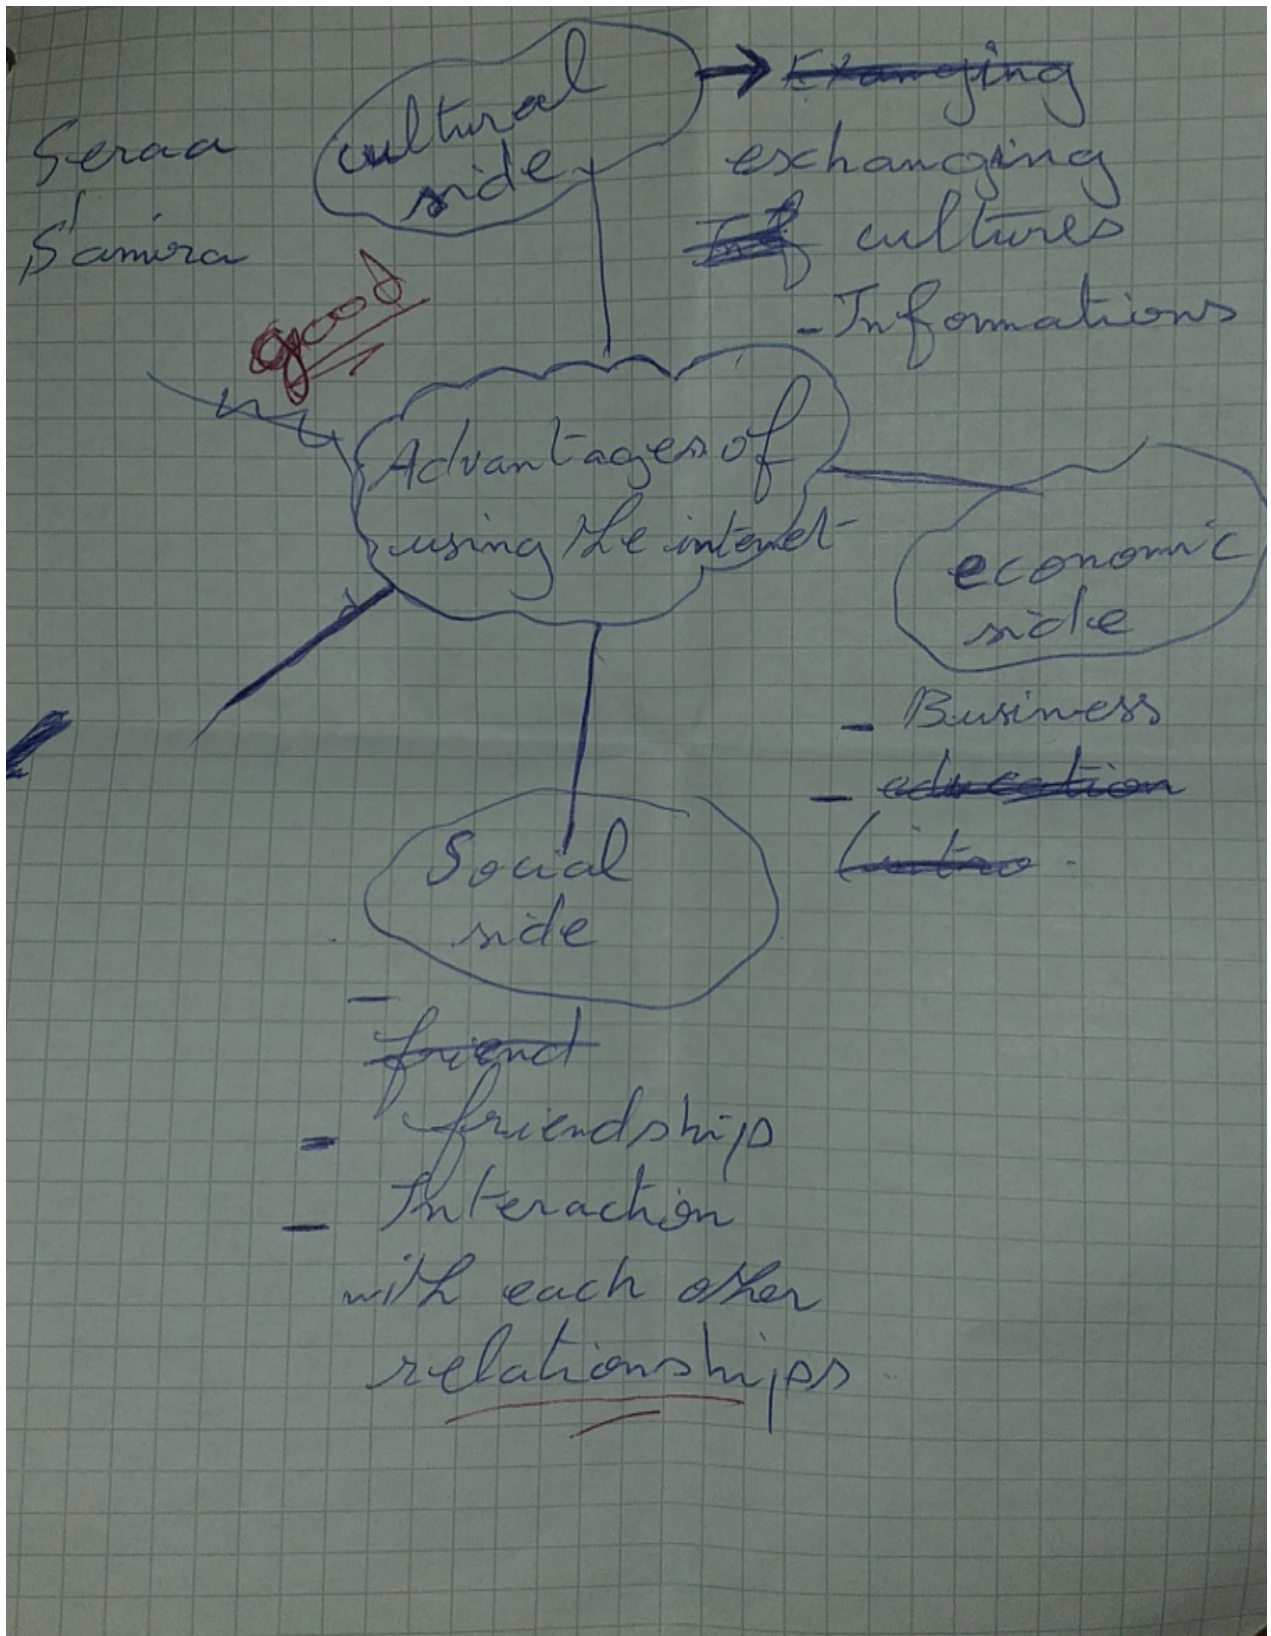 cultural
side
Exanging
exchanging
Inf cultures
- Informations
Seraa
Samira
good
Advantages of
using the internet
economic
side
- Business
- education
(intro.
Social
side
-
friend
- friendships
- Interaction
with each other
relationships